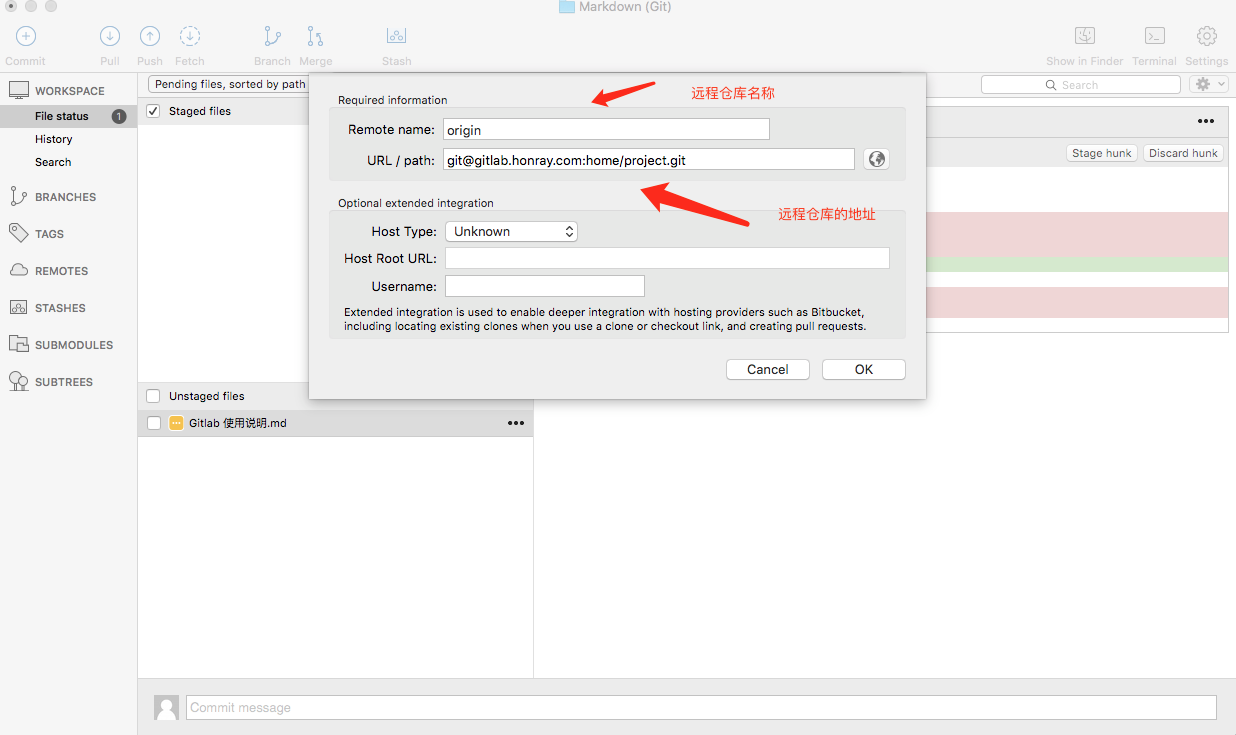 Markdown (Git)
Commit
Pull
Push
Fetch
Branch
Merge
Stash
Show in Finder
Terminal
Settings
WORKSPACE
File status
1
History
Search
BRANCHES
TAGS
REMOTES
STASHES
SUBMODULES
SUBTREES
Pending files, sorted by path
Search
Staged files
Required information
远程仓库名称
Remote name:
origin
URL / path:
git@gitlab.honray.com:home/project.git
远程仓库的地址
Optional extended integration
Host Type:
Unknown
Host Root URL:
Username:
Extended integration is used to enable deeper integration with hosting providers such as Bitbucket,
including locating existing clones when you use a clone or checkout link, and creating pull requests.
Cancel
OK
Stage hunk
Discard hunk
Unstaged files
Gitlab 使用说明.md
Commit message